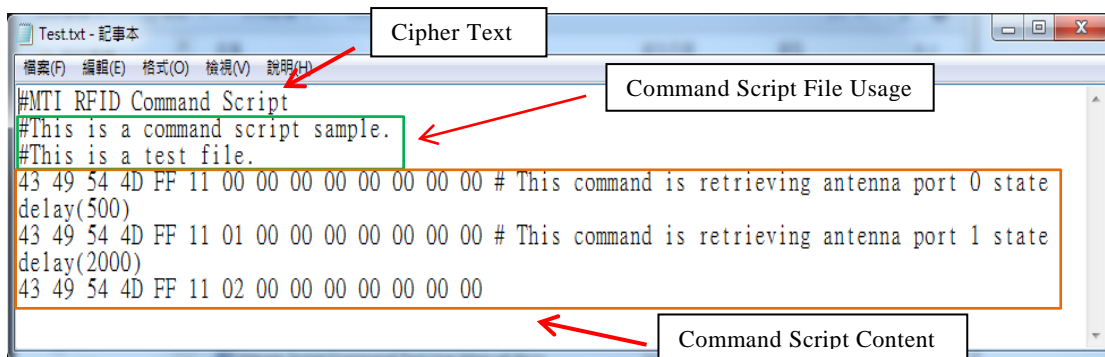 Test.txt - 記事本
Cipher Text
檔案(F) 編輯(E) 格式(O) 檢視(V) 說明(H)
Command Script File Usage
#MTI RFID Command Script
#This is a command script sample.
#This is a test file.
43 49 54 4D FF 11 00 00 00 00 00 00 00 00 # This command is retrieving antenna port 0 state
delay(500)
43 49 54 4D FF 11 01 00 00 00 00 00 00 00 # This command is retrieving antenna port 1 state
delay(2000)
43 49 54 4D FF 11 02 00 00 00 00 00 00 00
Command Script Content